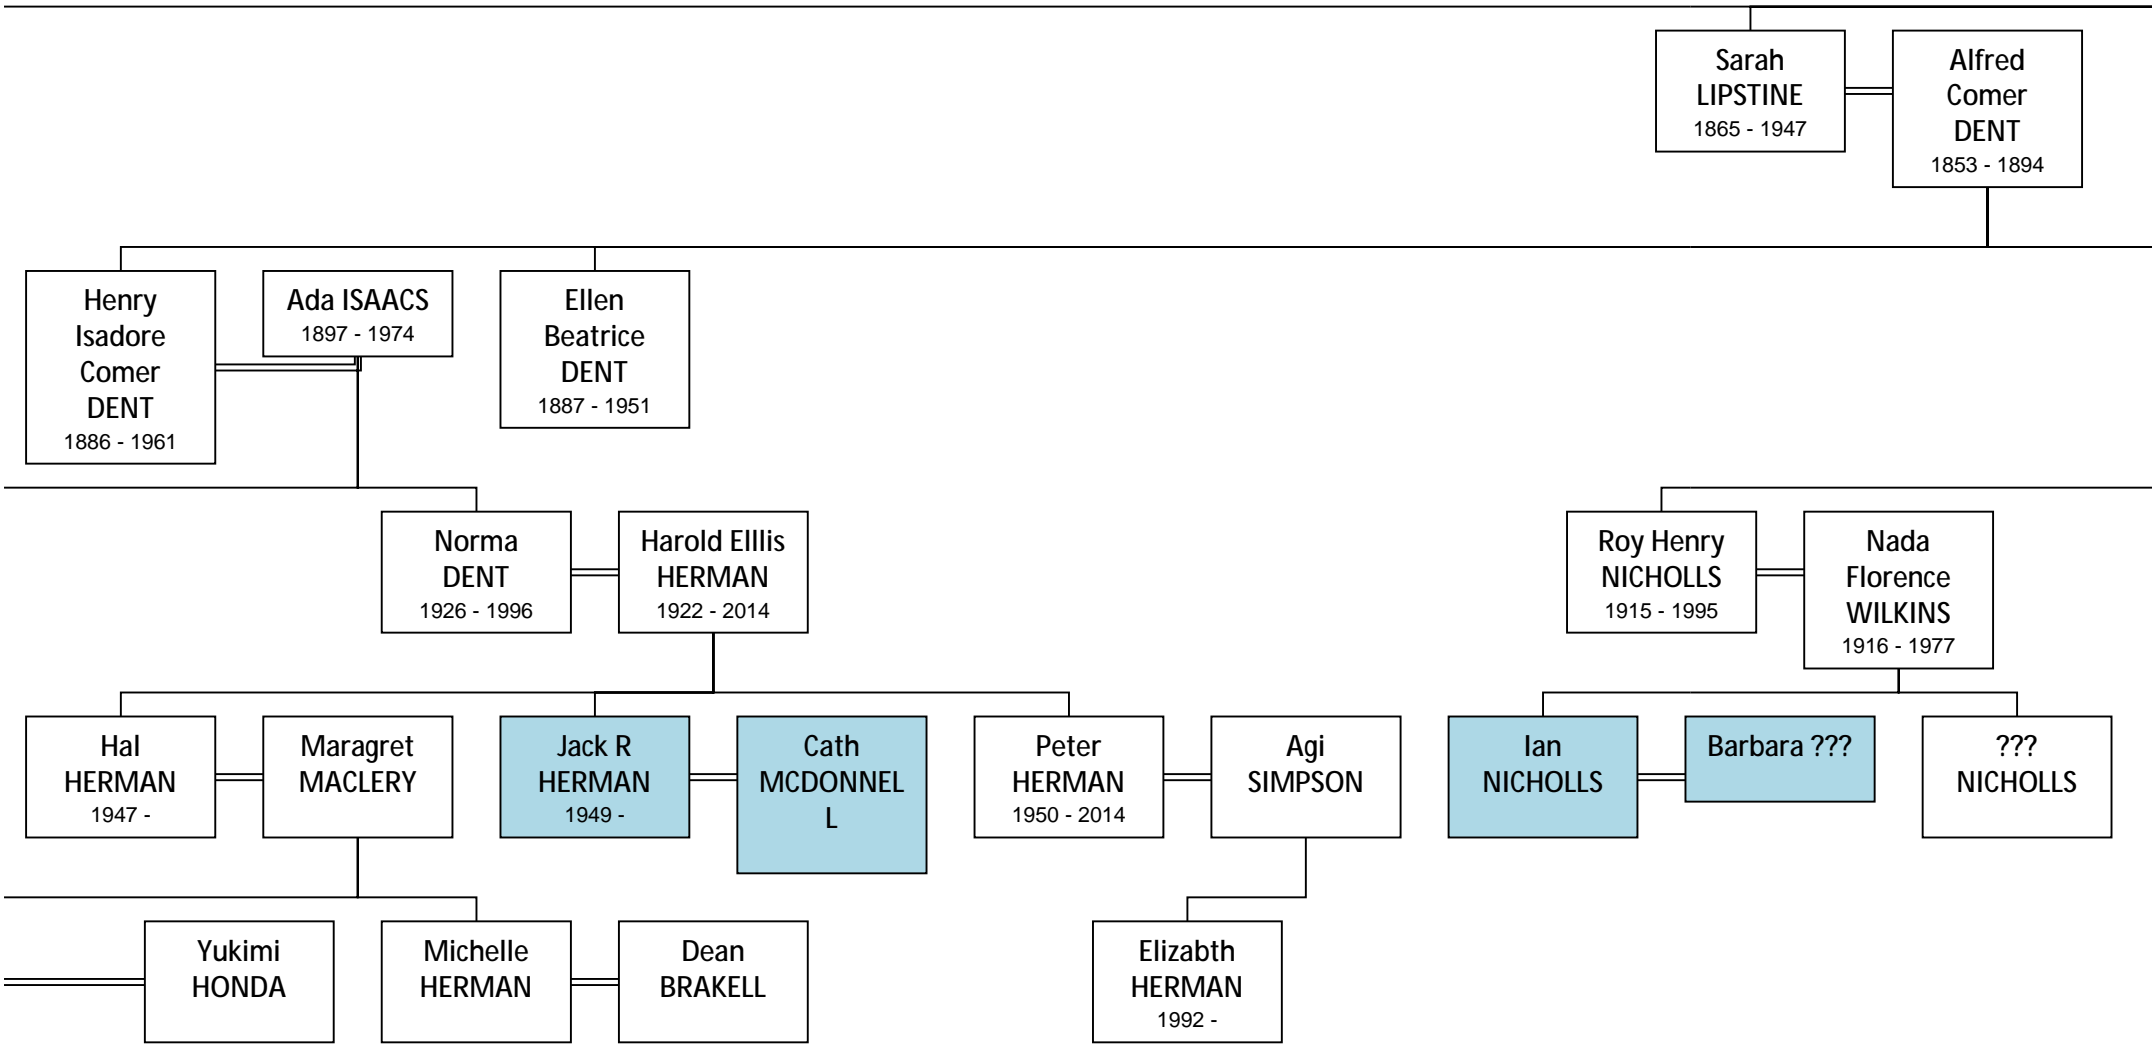 Sarah
LIPSTINE
1865 - 1947
Alfred
Comer
DENT
1853 - 1894
Henry
Isadore
Comer
DENT
1886 - 1961
Ada ISAACS
1897 - 1974
Ellen
Beatrice
DENT
1887 - 1951
Norma
DENT
1926 - 1996
Harold Elllis
HERMAN
1922 - 2014
Roy Henry
NICHOLLS
1915 - 1995
Nada
Florence
WILKINS
1916 - 1977
Hal
HERMAN
1947 -
Maragret
MACLERY
Jack R
HERMAN
1949 -
Cath
MCDONNEL
L
Peter
HERMAN
1950 - 2014
Agi
SIMPSON
Ian
NICHOLLS
Barbara ???
???
NICHOLLS
Yukimi
HONDA
Michelle
HERMAN
Dean
BRAKELL
Elizabth
HERMAN
1992 -